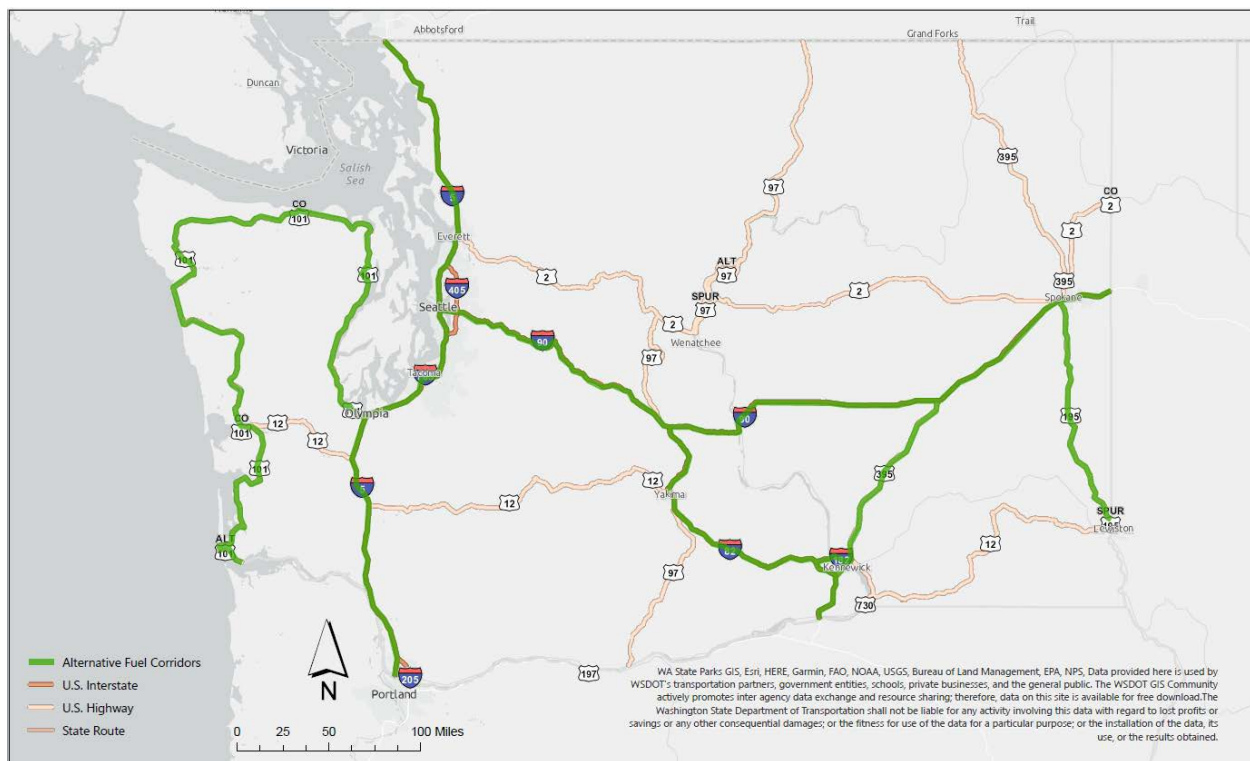 Trail
Abbotsford
Grand Forks
Duncan
Victoria
Salish
Sea
395
97
CO
2
CO
101
5
Everett
2
101
101
ALT
97
2
395
405
SPUR
97
2
Spokane
Seattle
2
Wenatchee
90
97
Tacoma
Olympia
90
195
CO
101
12
12
101
395
5
12
12
Yakima
SPUR
195
Lewiston
ALT
101
82
12
182
Kennewick
97
730
197
205
Portland
Alternative Fuel Corridors
U.S. Interstate
U.S. Highway
State Route
N
0 25 50 100 Miles
WA State Parks GIS, Esri, HERE, Garmin, FAO, NOAA, USGS, Bureau of Land Management, EPA, NPS, Data provided here is used by
WSDOT's transportation partners, government entities, schools, private businesses, and the general public. The WSDOT GIS Community
actively promotes inter agency data exchange and resource sharing; therefore, data on this site is available for free download.The
Washington State Department of Transportation shall not be liable for any activity involving this data with regard to lost profits or
savings or any other consequential damages; or the fitness for use of the data for a particular purpose; or the installation of the data, its
use, or the results obtained.